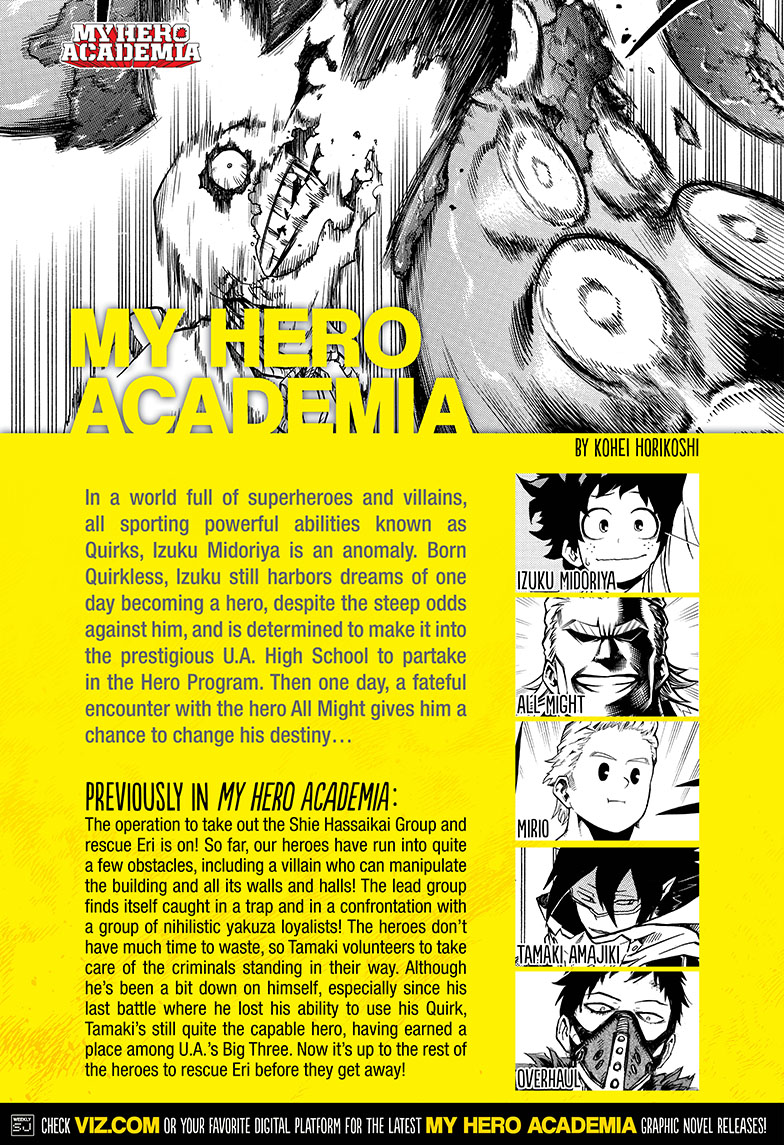 MY HERO
ACADEMIA
MY HERO
ACADEMIA
BY KOHEI HORIKOSHI
In a world full of superheroes and villains,
all sporting powerful abilities known as
Quirks, Izuku Midoriya is an anomaly. Born
Quirkless, Izuku still harbors dreams of one
day becoming a hero, despite the steep odds
against him, and is determined to make it into
the prestigious U.A. High School to partake
in the Hero Program. Then one day, a fateful
encounter with the hero All Might gives him a
chance to change his destiny…
PREVIOUSLY IN MY HERO ACADEMIA:
The operation to take out the Shie Hassaikai Group and
rescue Eri is on! So far, our heroes have run into quite
a few obstacles, including a villain who can manipulate
the building and all its walls and halls! The lead group
finds itself caught in a trap and in a confrontation with
a group of nihilistic yakuza loyalists! The heroes don't
have much time to waste, so Tamaki volunteers to take
care of the criminals standing in their way. Although
he's been a bit down on himself, especially since his
last battle where he lost his ability to use his Quirk,
Tamaki's still quite the capable hero, having earned a
place among U.A.'s Big Three. Now it's up to the rest of
the heroes to rescue Eri before they get away!
IZUKU MIDORIYA
ALL MIGHT
MIRIO
TAMAKI AMAJIKI
OVERHAUL
WEEKLY
SJ
CHECK VIZ.COM OR YOUR FAVORITE DIGITAL PLATFORM FOR THE LATEST MY HERO ACADEMIA GRAPHIC NOVEL RELEASES!